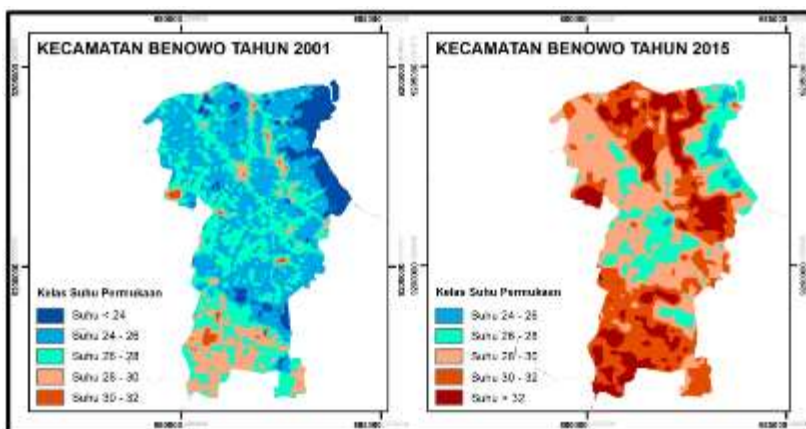 KECAMATAN BENOWO TAHUN 2001
Kelas Suhu Permukaan
Suhu < 24
Suhu 24 - 26
Suhu 26 - 28
Suhu 28 - 30
Suhu 30 - 32
KECAMATAN BENOWO TAHUN 2015
Kelas Suhu Permukaan
Suhu 24 - 26
Suhu 26 - 28
Suhu 28 - 30
Suhu 30 - 32
Suhu > 32